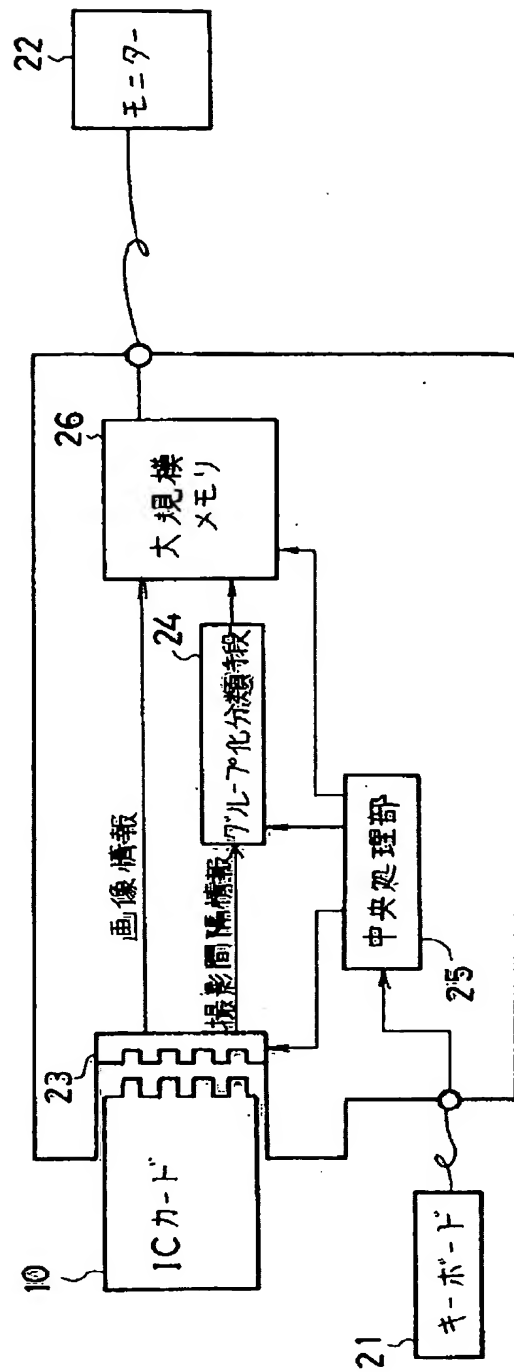 10
ICカード
23
画像情報
撮影間隔情報
24
グループ化分類手段
26
大規模
メモリ
22
モニター
21
キーボード
中央処理部
25